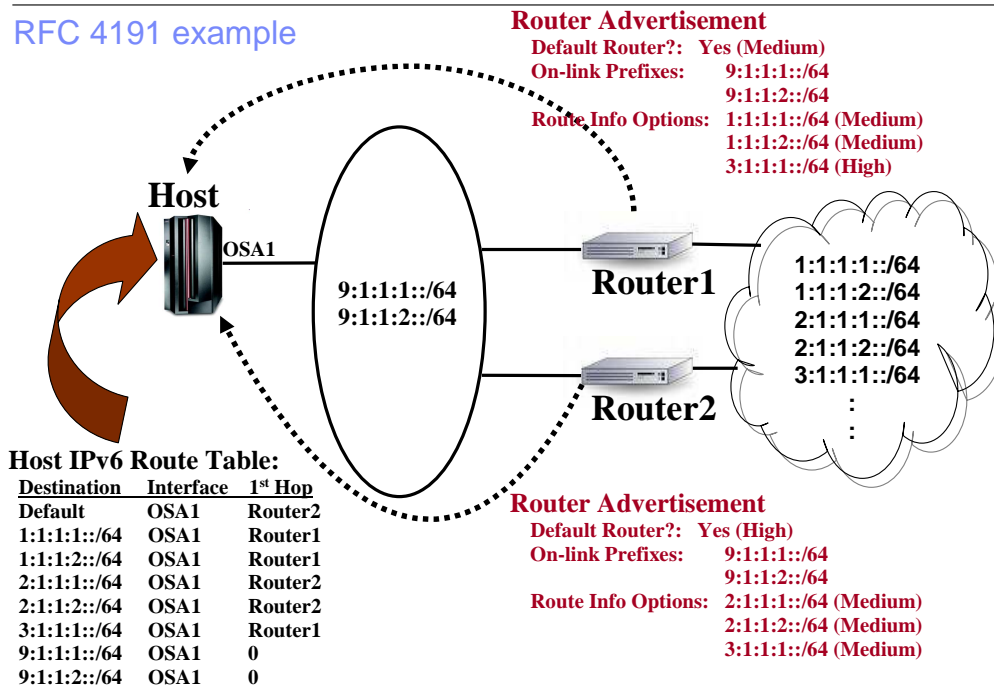 RFC 4191 example
Router Advertisement
Default Router?: Yes (Medium)
On-link Prefixes: 9:1:1:1::/64
9:1:1:2::/64
Route Info Options: 1:1:1:1::/64 (Medium)
1:1:1:2::/64 (Medium)
3:1:1:1::/64 (High)
Host
OSA1
9:1:1:1::/64
9:1:1:2::/64
Router1
Router2
1:1:1:1::/64
1:1:1:2::/64
2:1:1:1::/64
2:1:1:2::/64
3:1:1:1::/64
:
:
Host IPv6 Route Table:
Destination Interface 1st Hop
Default OSA1 Router2
1:1:1:1::/64 OSA1 Router1
1:1:1:2::/64 OSA1 Router1
2:1:1:1::/64 OSA1 Router2
2:1:1:2::/64 OSA1 Router2
3:1:1:1::/64 OSA1 Router1
9:1:1:1::/64 OSA1 0
9:1:1:2::/64 OSA1 0
Router Advertisement
Default Router?: Yes (High)
On-link Prefixes: 9:1:1:1::/64
9:1:1:2::/64
Route Info Options: 2:1:1:1::/64 (Medium)
2:1:1:2::/64 (Medium)
3:1:1:1::/64 (Medium)